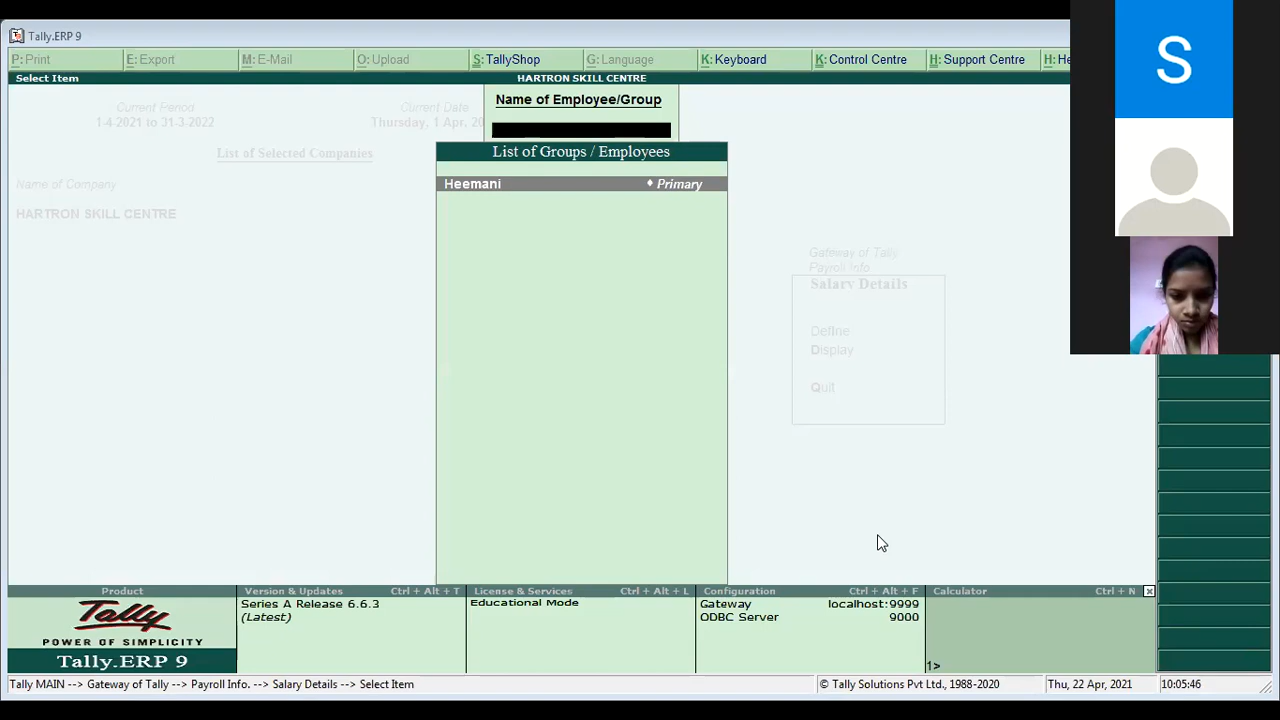 Tally.ERP 9
P: Print E: Export M: E-Mail O: Upload S: TallyShop G: Language K: Keyboard K: Control Centre H: Support Centre H: He
Select Item HARTRON SKILL CENTRE
Current Period Current Date
1-4-2021 to 31-3-2022 Thursday, 1 Apr, 20
Name of Employee/Group
List of Selected Companies
List of Groups / Employees
Name of Company
Heemani ♦ Primary
HARTRON SKILL CENTRE
Gateway of Tally
Payroll Info
Salary Details
Define
Display
Quit
S
Product
Tally
POWER OF SIMPLICITY
Tally.ERP 9
Version & Updates Ctrl + Alt + T
Series A Release 6.6.3
(Latest)
License & Services Ctrl + Alt + L
Educational Mode
Configuration Ctrl + Alt + F
Gateway localhost:9999
ODBC Server 9000
Calculator Ctrl + N x
1>
Tally MAIN --> Gateway of Tally --> Payroll Info. --> Salary Details --> Select Item © Tally Solutions Pvt Ltd., 1988-2020 Thu, 22 Apr, 2021 10:05:46